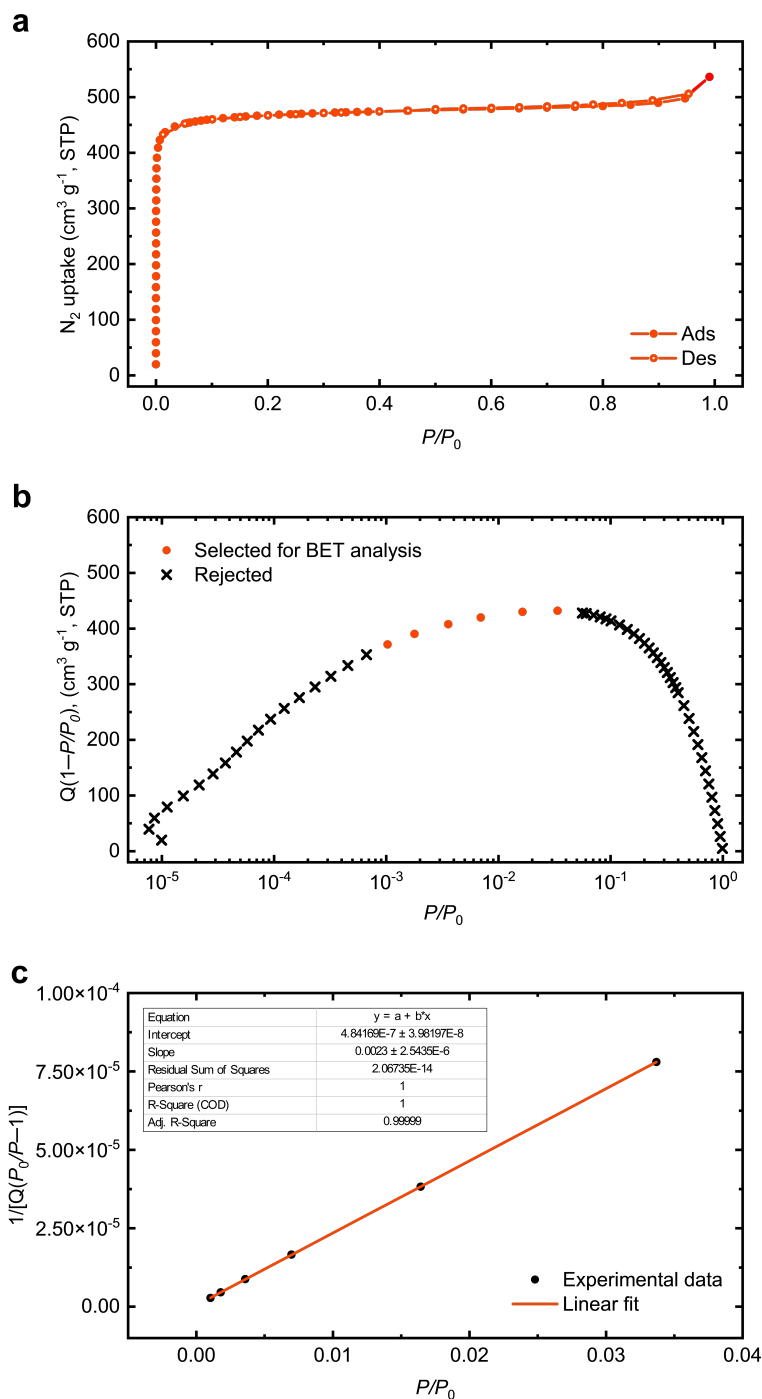 a
600
500
400
300
200
100
0
N₂ uptake (cm³ g⁻¹, STP)
Ads
Des
0.0 0.2 0.4 0.6 0.8 1.0
P/P₀
b
600
500
400
300
200
100
0
Q(1–P/P₀), (cm³ g⁻¹, STP)
Selected for BET analysis
Rejected
10⁻⁵ 10⁻⁴ 10⁻³ 10⁻² 10⁻¹ 10⁰
P/P₀
c
1.00×10⁻⁴
7.50×10⁻⁵
5.00×10⁻⁵
2.50×10⁻⁵
0.00
1/[Q(P₀/P–1)]
Equation y = a + b*x
Intercept 4.84169E-7 ± 3.98197E-8
Slope 0.0023 ± 2.5435E-6
Residual Sum of Squares 2.06735E-14
Pearson's r 1
R-Square (COD) 1
Adj. R-Square 0.99999
Experimental data
Linear fit
0.00 0.01 0.02 0.03 0.04
P/P₀